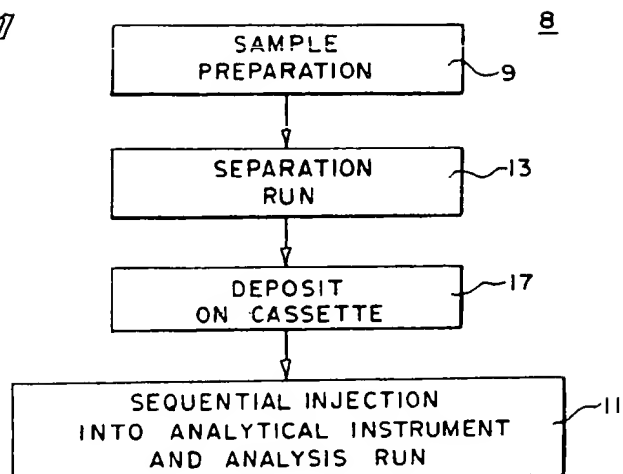 8
SAMPLE
PREPARATION
9
SEPARATION
RUN
13
DEPOSIT
ON CASSETTE
17
SEQUENTIAL INJECTION
INTO ANALYTICAL INSTRUMENT
AND ANALYSIS RUN
11